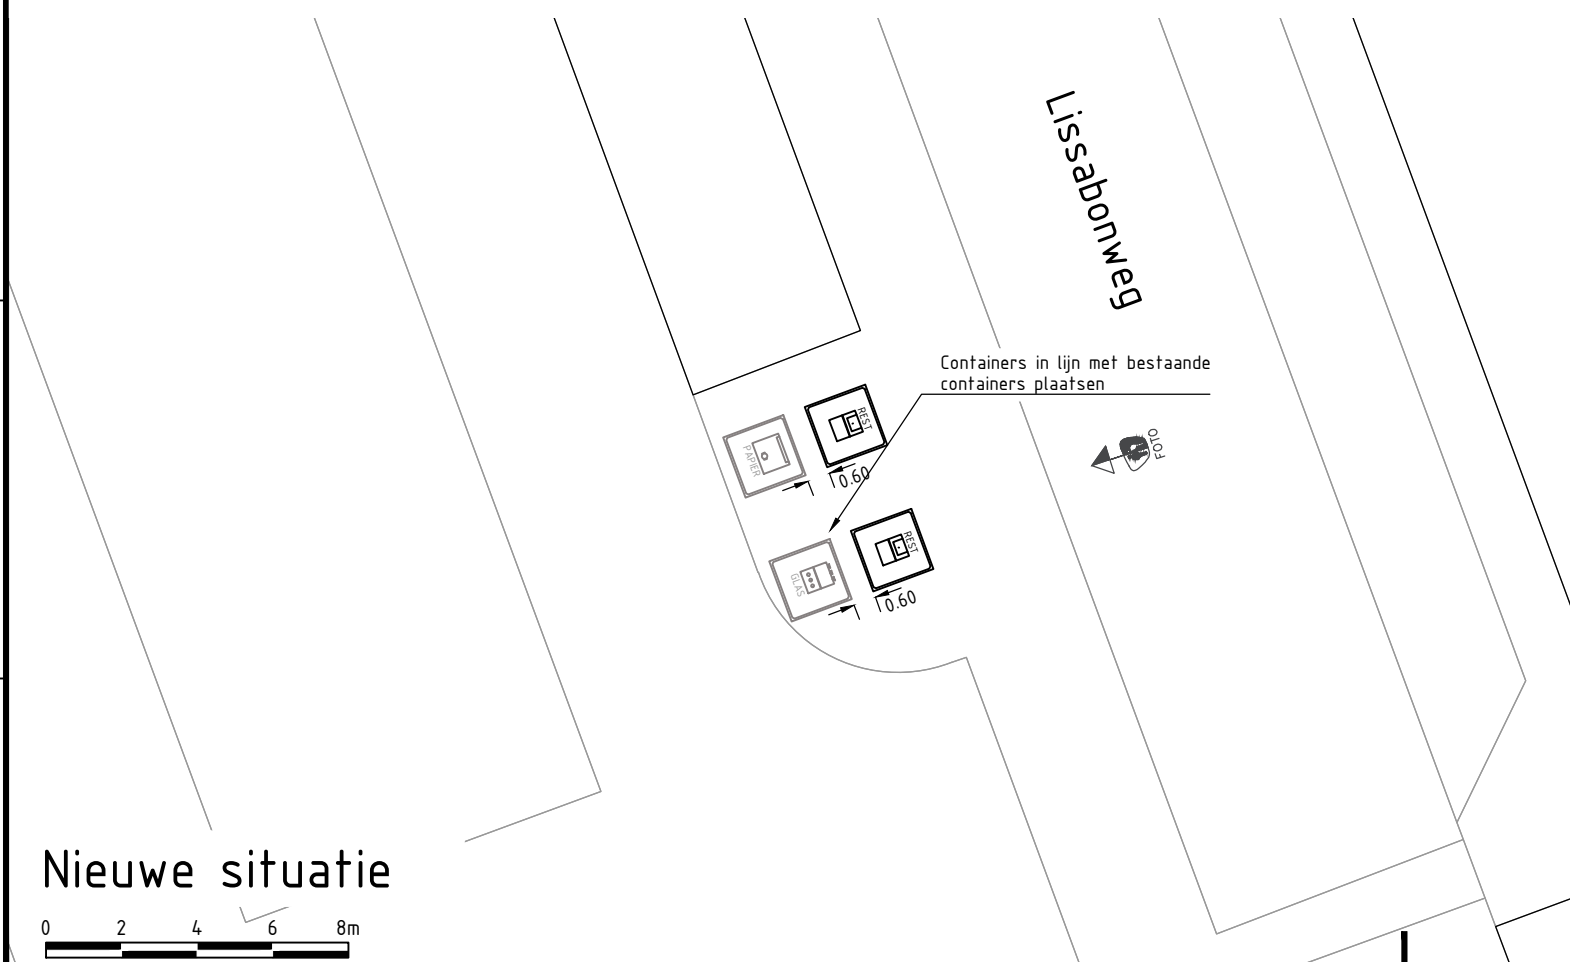 Lissabonweg
Containers in lijn met bestaande
containers plaatsen
REST
PAPIER
0.60
FOTO
REST
GLAS
0.60
Nieuwe situatie
0 2 4 6 8m